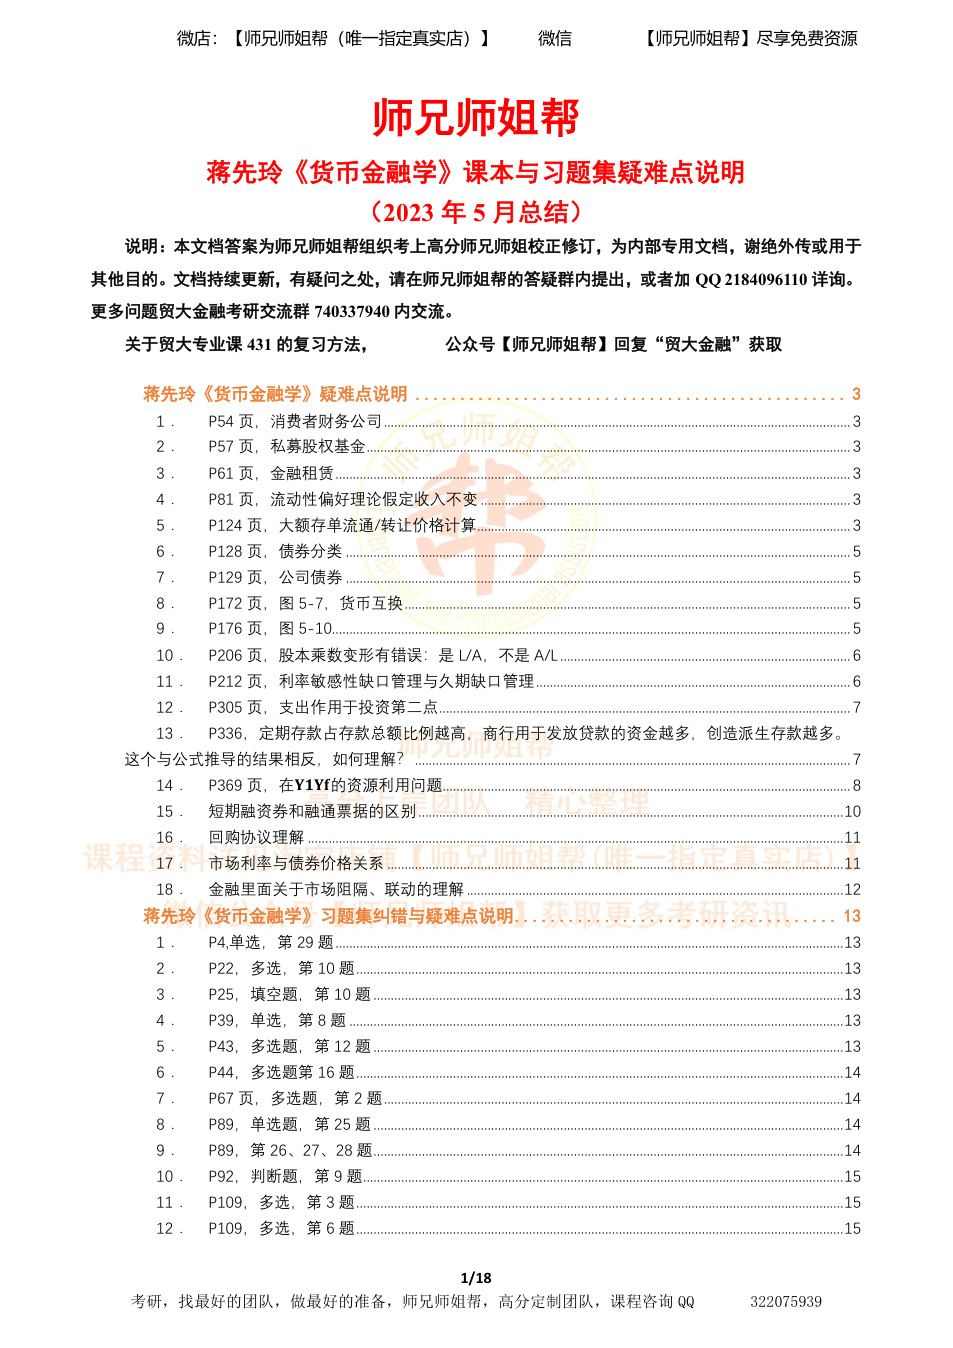 微店：【师兄师姐帮（唯一指定真实店）】 微信 【师兄师姐帮】尽享免费资源
师兄师姐帮
蒋先玲《货币金融学》课本与习题集疑难点说明
（2023 年 5 月总结）
说明：本文档答案为师兄师姐帮组织考上高分师兄师姐校正修订，为内部专用文档，谢绝外传或用于
其他目的。文档持续更新，有疑问之处，请在师兄师姐帮的答疑群内提出，或者加 QQ 2184096110 详询。
更多问题贸大金融考研交流群 740337940 内交流。
关于贸大专业课 431 的复习方法， 公众号【师兄师姐帮】回复“贸大金融”获取
蒋先玲《货币金融学》疑难点说明 3
1． P54 页，消费者财务公司 3
2． P57 页，私募股权基金 3
3． P61 页，金融租赁 3
4． P81 页，流动性偏好理论假定收入不变 3
5． P124 页，大额存单流通/转让价格计算 3
6． P128 页，债券分类 5
7． P129 页，公司债券 5
8． P172 页，图 5-7，货币互换 5
9． P176 页，图 5-10 5
10． P206 页，股本乘数变形有错误：是 L/A，不是 A/L 6
11． P212 页，利率敏感性缺口管理与久期缺口管理 6
12． P305 页，支出作用于投资第二点 7
13． P336，定期存款占存款总额比例越高，商行用于发放贷款的资金越多，创造派生存款越多。
这个与公式推导的结果相反，如何理解？ 7
14． P369 页，在Y1Yf的资源利用问题 8
15． 短期融资券和融通票据的区别 10
16． 回购协议理解 11
17． 市场利率与债券价格关系 11
18． 金融里面关于市场阻隔、联动的理解 12
蒋先玲《货币金融学》习题集纠错与疑难点说明 13
1． P4,单选，第 29 题 13
2． P22，多选，第 10 题 13
3． P25，填空题，第 10 题 13
4． P39，单选，第 8 题 13
5． P43，多选题，第 12 题 13
6． P44，多选题第 16 题 14
7． P67 页，多选题，第 2 题 14
8． P89，单选题，第 25 题 14
9． P89，第 26、27、28 题 14
10． P92，判断题，第 9 题 15
11． P109，多选，第 3 题 15
12． P109，多选，第 6 题 15
1/18
考研，找最好的团队，做最好的准备，师兄师姐帮，高分定制团队，课程咨询 QQ 322075939